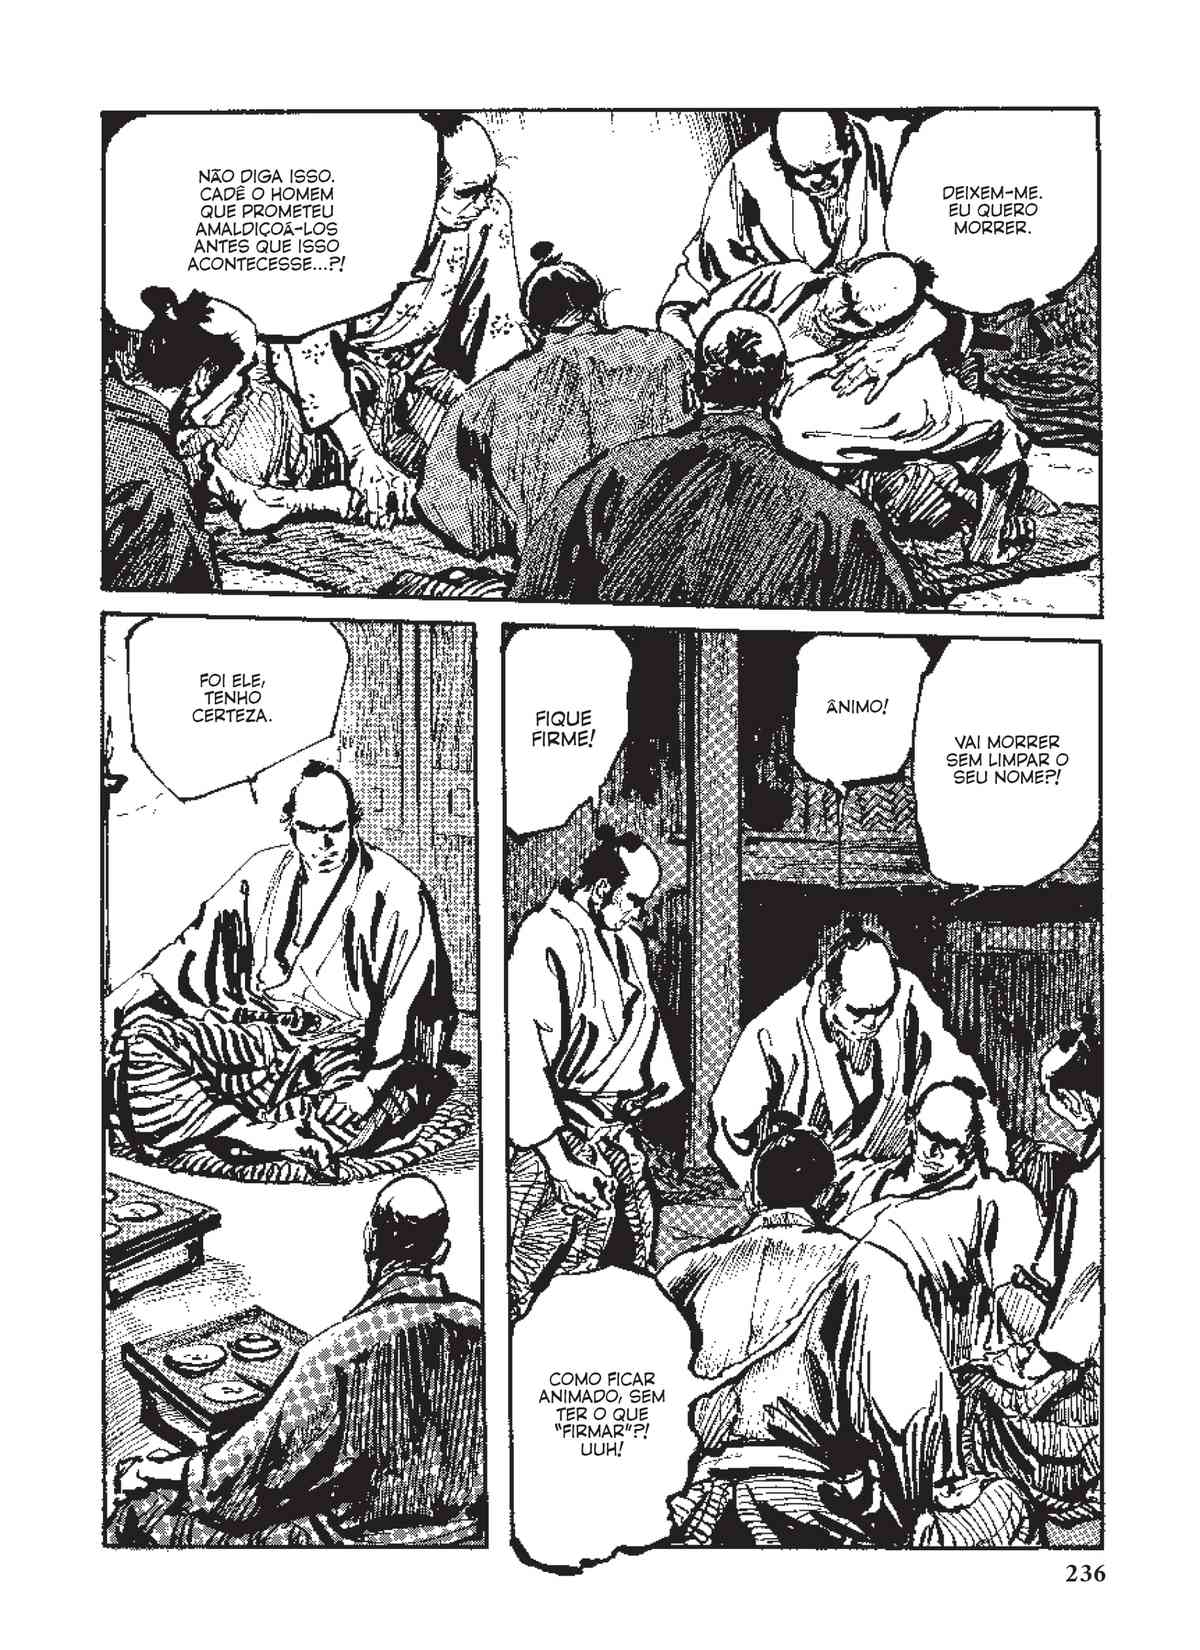 DEIXEM-ME.
EU QUERO
MORRER.
NÃO DIGA ISSO.
CADÊ O HOMEM
QUE PROMETEU
AMALDIÇOÁ-LOS
ANTES QUE ISSO
ACONTECESSE...?!
VAI MORRER
SEM LIMPAR O
SEU NOME?!
ÂNIMO!
FIQUE
FIRME!
COMO FICAR
ANIMADO, SEM
TER O QUE
"FIRMAR"?!
UUH!
FOI ELE,
TENHO
CERTEZA.
236